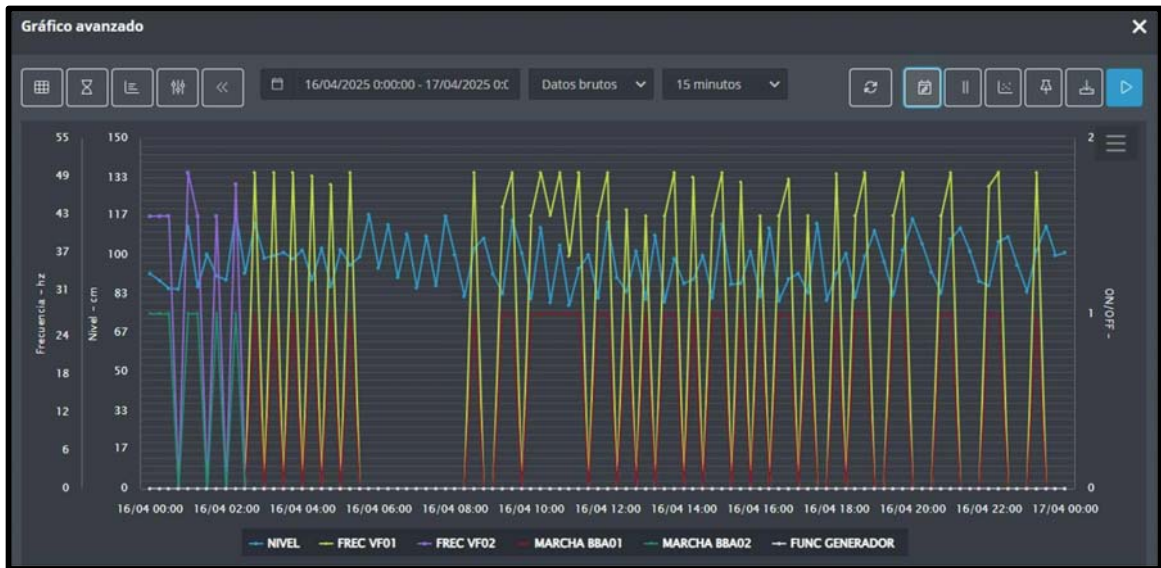 Gráfico avanzado
16/04/2025 0:00:00 - 17/04/2025 0:0
Datos brutos
15 minutos
55 150 2
49 133
43 117
37 100
31 83
24 67
18 50
12 33
6 17
0 0 0
1
Frecuencia - hz
Nivel - cm
ON/OFF -
16/04 00:00 16/04 02:00 16/04 04:00 16/04 06:00 16/04 08:00 16/04 10:00 16/04 12:00 16/04 14:00 16/04 16:00 16/04 18:00 16/04 20:00 16/04 22:00 17/04 00:00
NIVEL FREC VF01 FREC VF02 MARCHA BBA01 MARCHA BBA02 FUNC GENERADOR